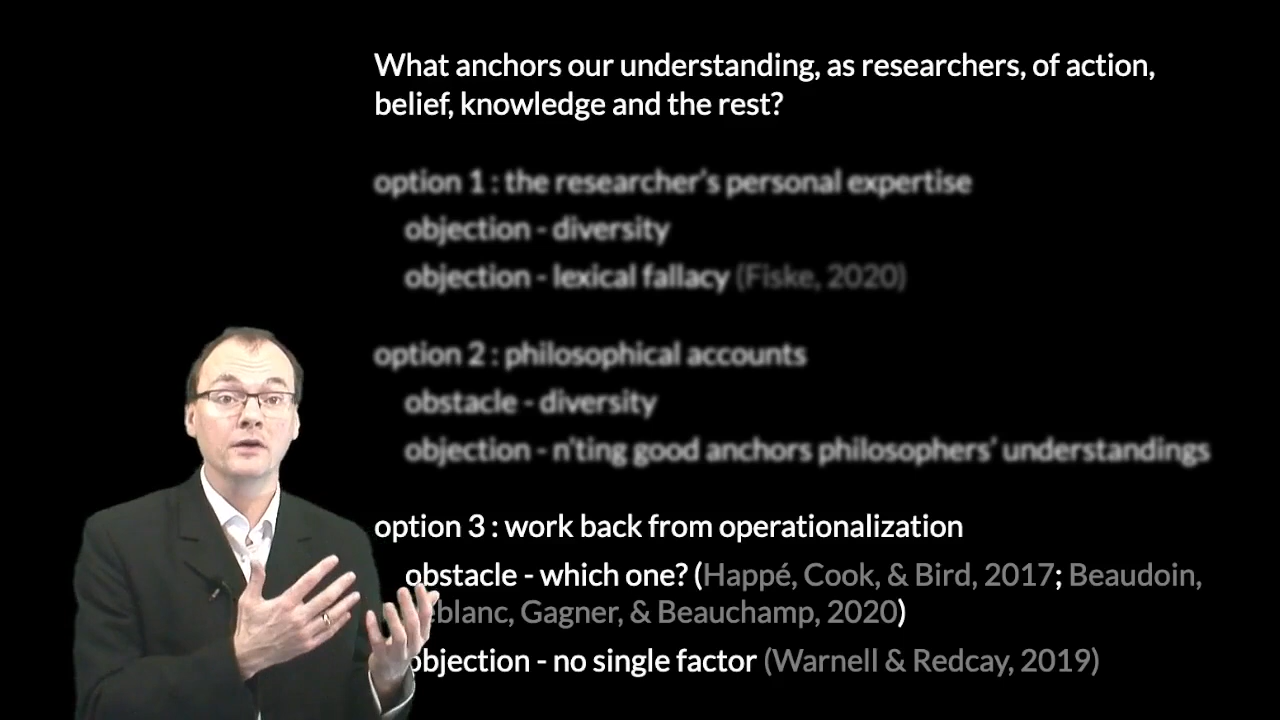 What anchors our understanding, as researchers, of action,
belief, knowledge and the rest?
option 1 : the researcher's personal expertise
objection - diversity
objection - lexical fallacy (Fiske, 2020)
option 2 : philosophical accounts
obstacle - diversity
objection - n'ting good anchors philosophers' understandings
option 3 : work back from operationalization
obstacle - which one? (Happé, Cook, & Bird, 2017; Beaudoin,
eblanc, Gagner, & Beauchamp, 2020)
objection - no single factor (Warnell & Redcay, 2019)